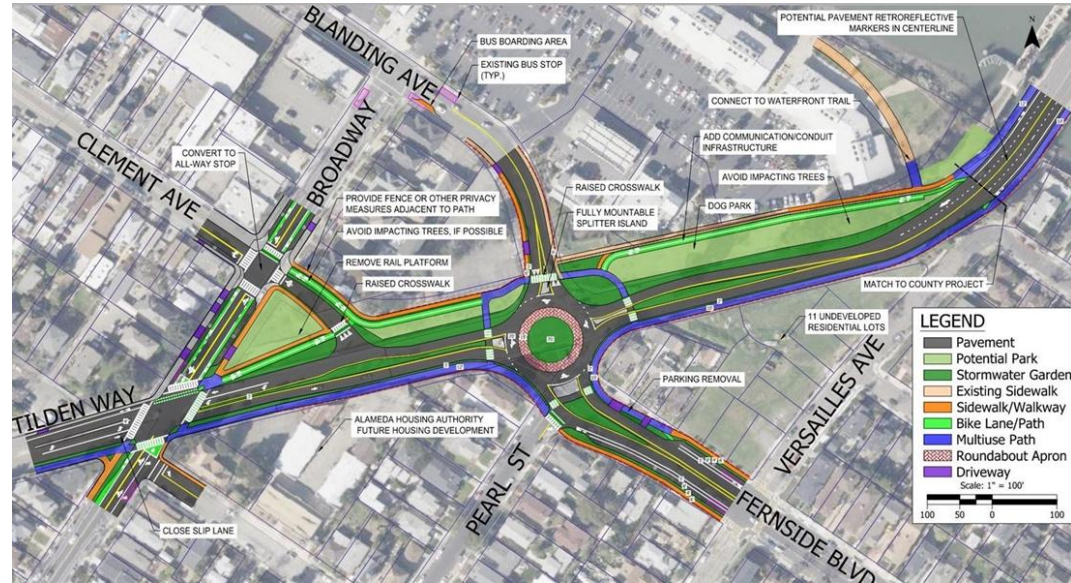 BLANDING AVE
BUS BOARDING AREA
EXISTING BUS STOP
(TYP.)
POTENTIAL PAVEMENT RETROREFLECTIVE
MARKERS IN CENTERLINE
N
BROADWAY
CLEMENT AVE
CONVERT TO
ALL-WAY STOP
CONNECT TO WATERFRONT TRAIL
ADD COMMUNICATION/CONDUIT
INFRASTRUCTURE
AVOID IMPACTING TREES
RAISED CROSSWALK
DOG PARK
FULLY MOUNTABLE
SPLITTER ISLAND
PROVIDE FENCE OR OTHER PRIVACY
MEASURES ADJACENT TO PATH
AVOID IMPACTING TREES, IF POSSIBLE
REMOVE RAIL PLATFORM
RAISED CROSSWALK
MATCH TO COUNTY PROJECT
11 UNDEVELOPED
RESIDENTIAL LOTS
PARKING REMOVAL
TILDEN WAY
ALAMEDA HOUSING AUTHORITY
FUTURE HOUSING DEVELOPMENT
CLOSE SLIP LANE
PEARL ST
VERSAILLES AVE
FERNSIDE BLVD
LEGEND
Pavement
Potential Park
Stormwater Garden
Existing Sidewalk
Sidewalk/Walkway
Bike Lane/Path
Multiuse Path
Roundabout Apron
Driveway
Scale: 1" = 100'
100 50 0 100